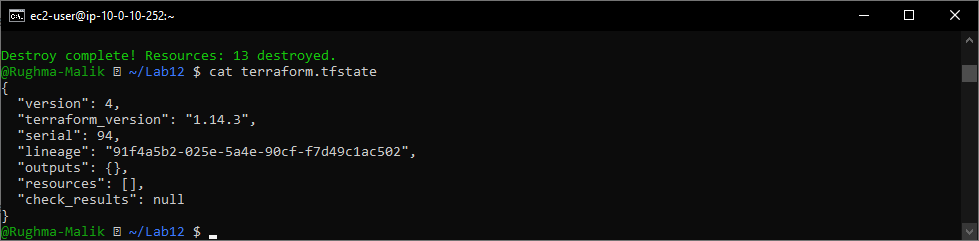 ec2-user@ip-10-0-10-252:~
Destroy complete! Resources: 13 destroyed.
@Rughma-Malik ~/Lab12 $ cat terraform.tfstate
{
  "version": 4,
  "terraform_version": "1.14.3",
  "serial": 94,
  "lineage": "91f4a5b2-025e-5a4e-90cf-f7d49c1ac502",
  "outputs": {},
  "resources": [],
  "check_results": null
}
@Rughma-Malik ~/Lab12 $